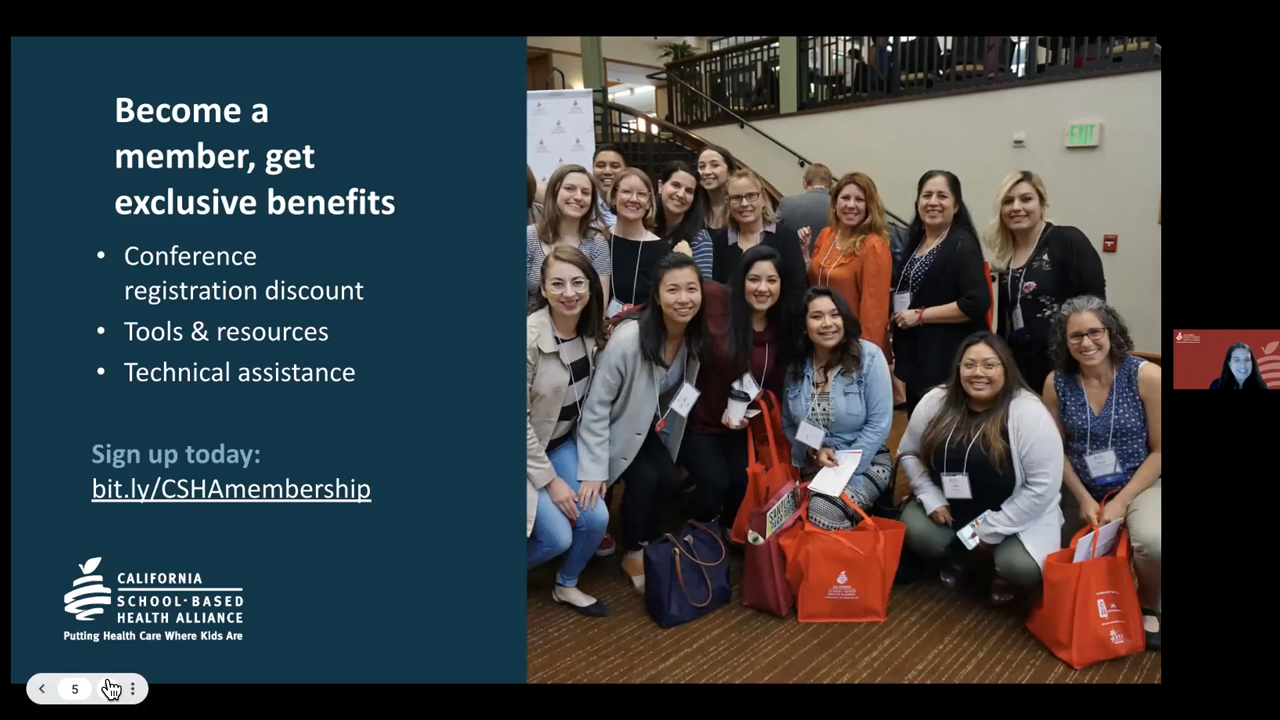 Become a
member, get
exclusive benefits
• Conference
registration discount
• Tools & resources
• Technical assistance
Sign up today:
bit.ly/CSHAmembership
CALIFORNIA
SCHOOL-BASED
HEALTH ALLIANCE
Putting Health Care Where Kids Are
5
EXIT